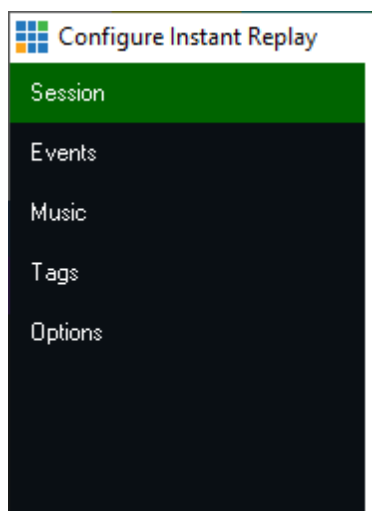 Configure Instant Replay
Session
Events
Music
Tags
Options